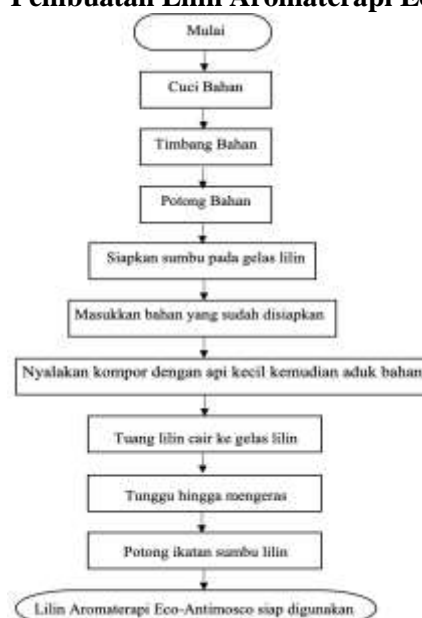 Pembuatan Lilin Aromaterapi Ec
Mulai
Cuci Bahan
Timbang Bahan
Potong Bahan
Siapkan sumbu pada gelas lilin
Masukkan bahan yang sudah disiapkan
Nyalakan kompor dengan api kecil kemudian aduk bahan
Tuang lilin cair ke gelas lilin
Tunggu hingga mengeras
Potong ikatan sumbu lilin
Lilin Aromaterapi Eco-Antimosco siap digunakan